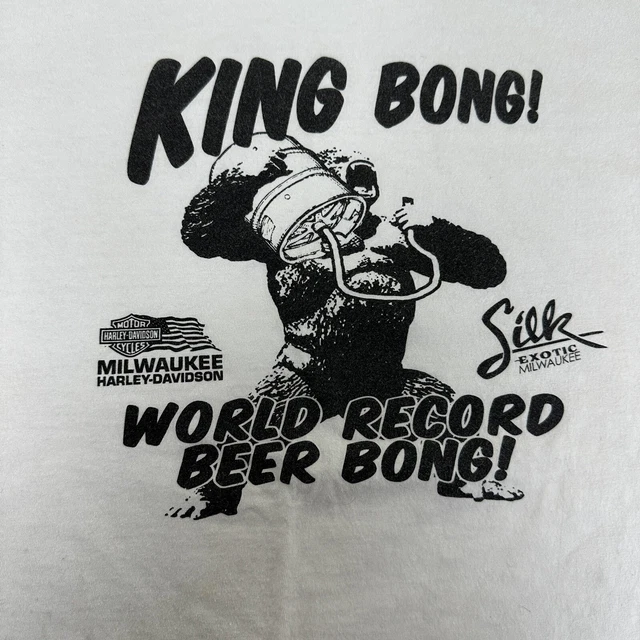 KING BONG!
MOTOR
HARLEY-DAVIDSON
CYCLES
MILWAUKEE
HARLEY-DAVIDSON
Silk
EXOTIC
MILWAUKEE
WORLD RECORD
BEER BONG!